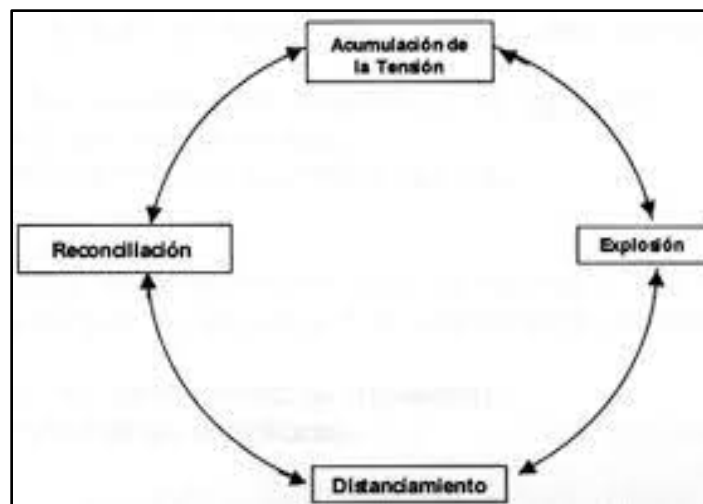 Acumulación de
la Tensión
Reconciliación
Explosión
Distanciamiento